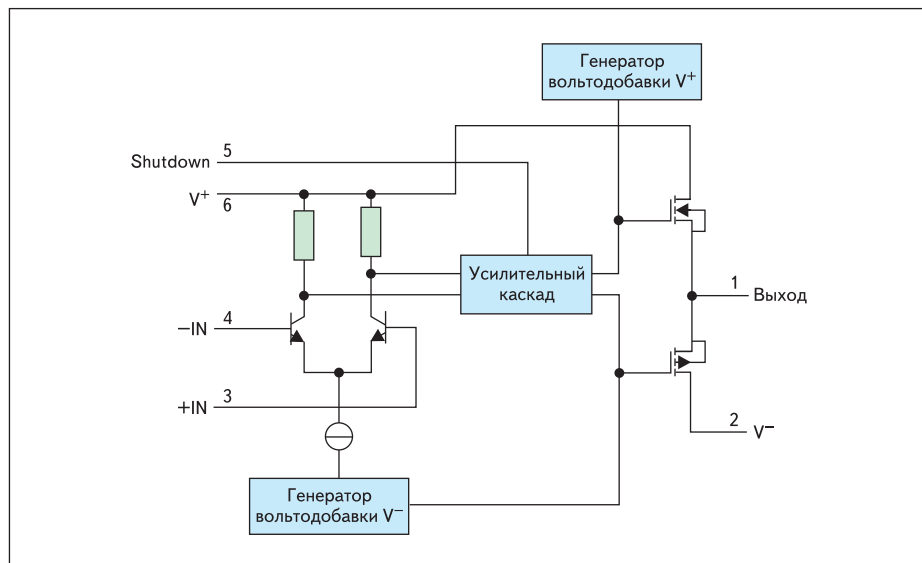 Генератор
вольтодобавки V⁺
Shutdown 5
V⁺ 6
Усилительный
каскад
1 Выход
−IN 4
+IN 3
2 V⁻
Генератор
вольтодобавки V⁻